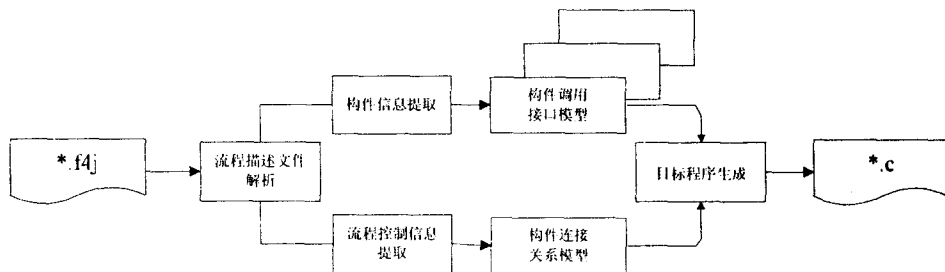 构件信息提取
构件调用
接口模型
*.f4j
流程描述文件
解析
目标程序生成
*.c
流程控制信息
提取
构件连接
关系模型